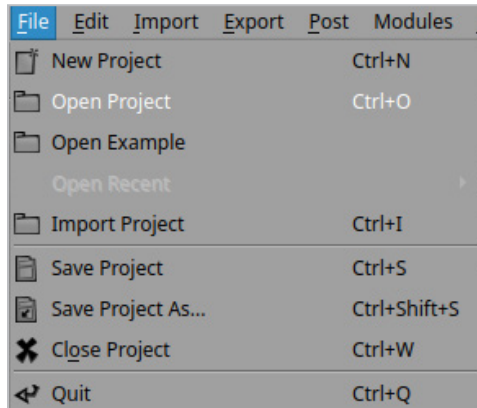 File Edit Import Export Post Modules
New Project Ctrl+N
Open Project Ctrl+O
Open Example
Open Recent
Import Project Ctrl+I
Save Project Ctrl+S
Save Project As... Ctrl+Shift+S
Close Project Ctrl+W
Quit Ctrl+Q